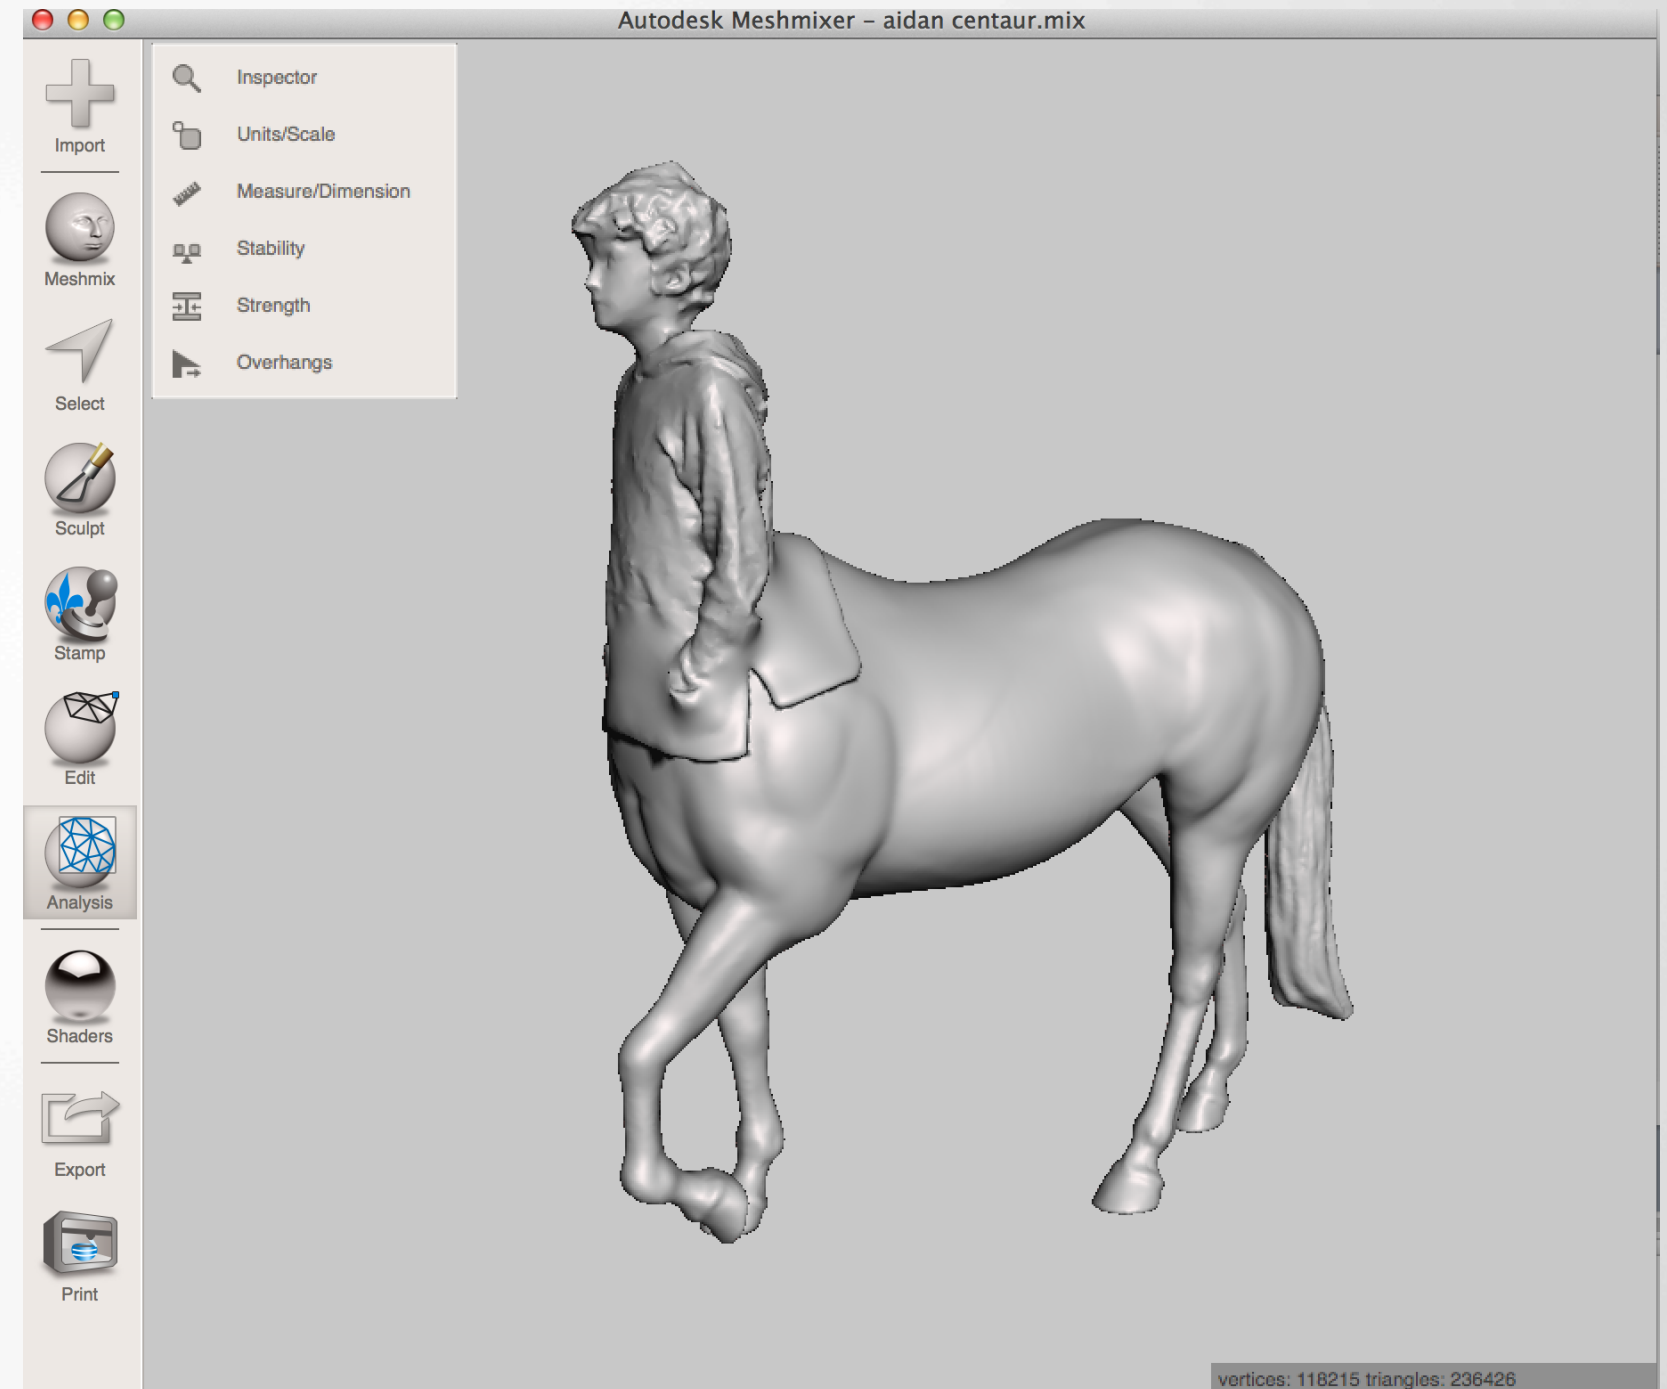 Autodesk Meshmixer – aidan centaur.mix
Import
Meshmix
Select
Sculpt
Stamp
Edit
Analysis
Shaders
Export
Print
Inspector
Units/Scale
Measure/Dimension
Stability
Strength
Overhangs
vertices: 118215 triangles: 236426